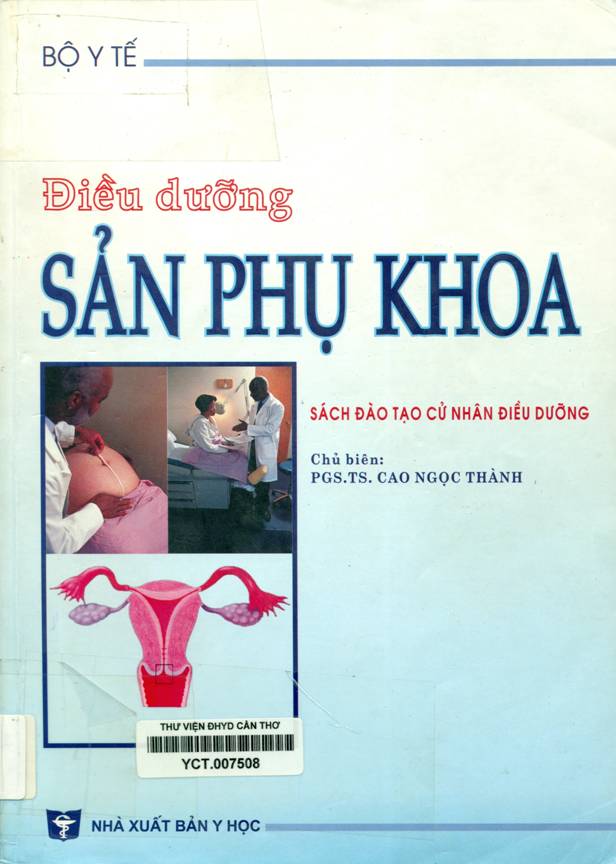 BỘ Y TẾ
Điều dưỡng
SẢN PHỤ KHOA
SÁCH ĐÀO TẠO CỬ NHÂN ĐIỀU DƯỠNG
Chủ biên:
PGS.TS. CAO NGỌC THÀNH
THƯ VIỆN ĐHYD CẦN THƠ
YCT.007508
NHÀ XUẤT BẢN Y HỌC